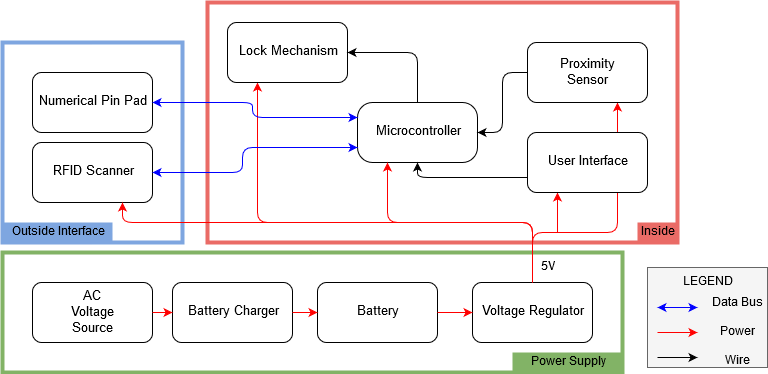 Lock Mechanism
Proximity
Sensor
Numerical Pin Pad
Microcontroller
RFID Scanner
User Interface
Outside Interface
Inside
5V
AC
Voltage
Source
Battery Charger
Battery
Voltage Regulator
Power Supply
LEGEND
Data Bus
Power
Wire